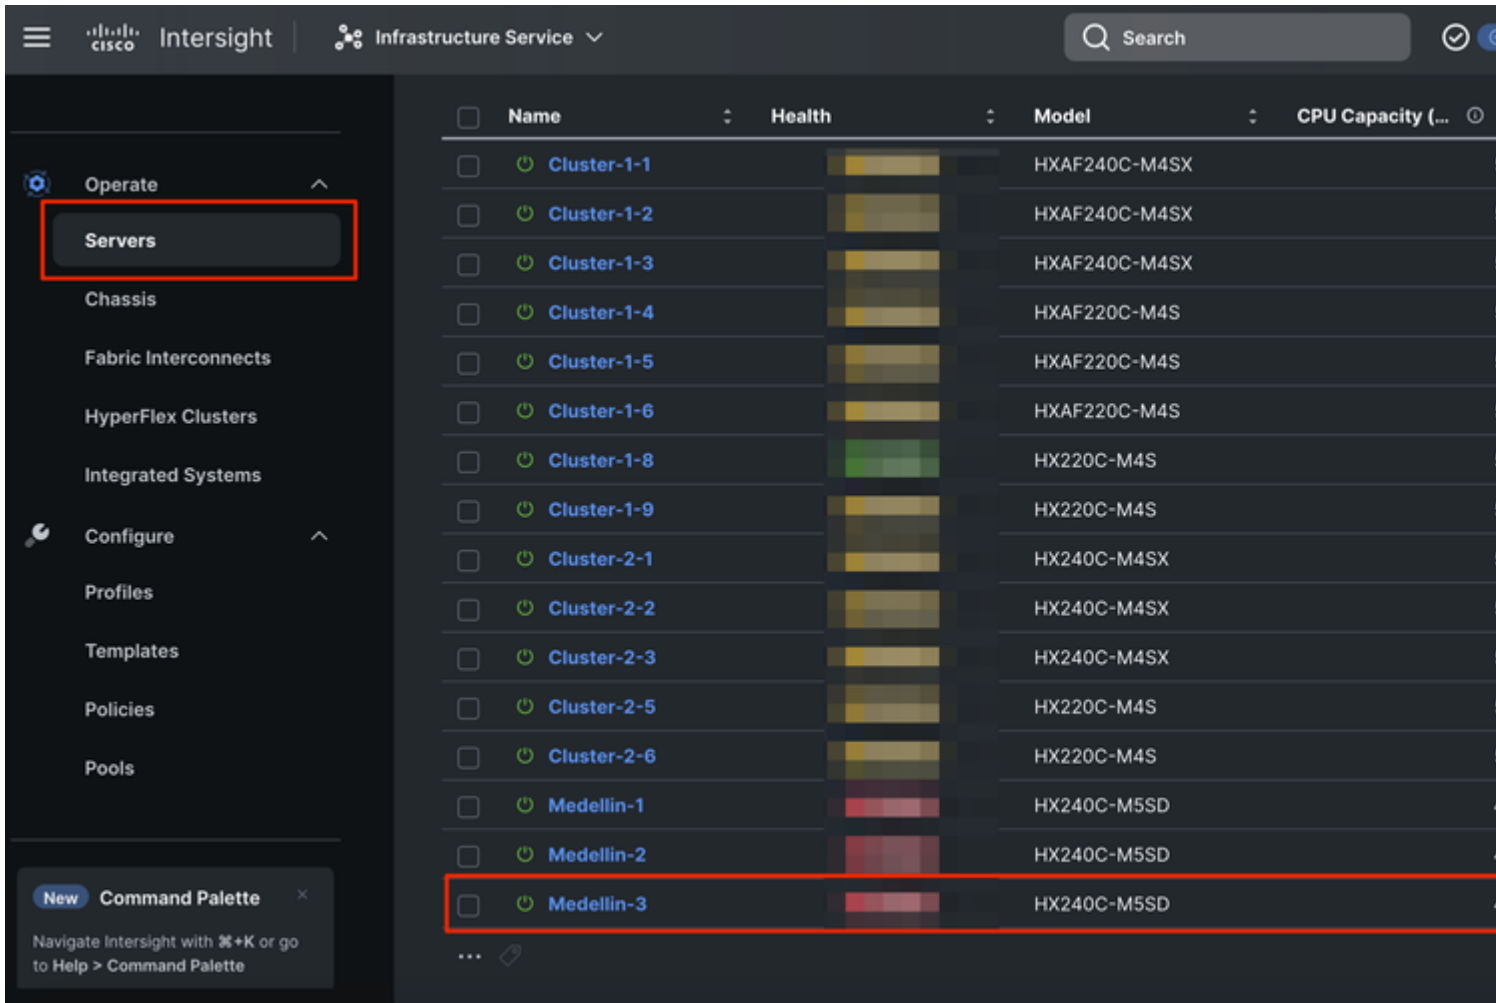 cisco Intersight Infrastructure Service Search
Name Health Model CPU Capacity (...
Operate
Servers
Chassis
Fabric Interconnects
HyperFlex Clusters
Integrated Systems
Configure
Profiles
Templates
Policies
Pools
New Command Palette
Navigate Intersight with ⌘+K or go
to Help > Command Palette
Cluster-1-1 HXAF240C-M4SX
Cluster-1-2 HXAF240C-M4SX
Cluster-1-3 HXAF240C-M4SX
Cluster-1-4 HXAF220C-M4S
Cluster-1-5 HXAF220C-M4S
Cluster-1-6 HXAF220C-M4S
Cluster-1-8 HX220C-M4S
Cluster-1-9 HX220C-M4S
Cluster-2-1 HX240C-M4SX
Cluster-2-2 HX240C-M4SX
Cluster-2-3 HX240C-M4SX
Cluster-2-5 HX220C-M4S
Cluster-2-6 HX220C-M4S
Medellin-1 HX240C-M5SD
Medellin-2 HX240C-M5SD
Medellin-3 HX240C-M5SD
...